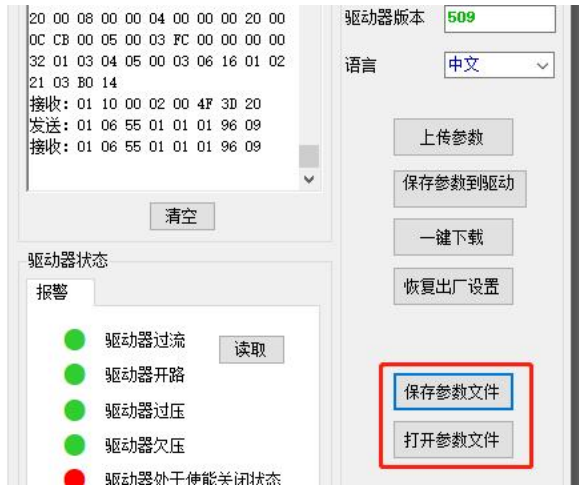 20 00 08 00 00 04 00 00 00 20 00
0C CB 00 05 00 03 FC 00 00 00 00
32 01 03 04 05 00 03 06 16 01 02
21 03 B0 14
接收: 01 10 00 02 00 4F 3D 20
发送: 01 06 55 01 01 01 96 09
接收: 01 06 55 01 01 01 96 09
清空
驱动器状态
报警
驱动器过流
读取
驱动器开路
驱动器过压
驱动器欠压
驱动器处于使能关闭状态
驱动器版本 509
语言 中文
上传参数
保存参数到驱动
一键下载
恢复出厂设置
保存参数文件
打开参数文件